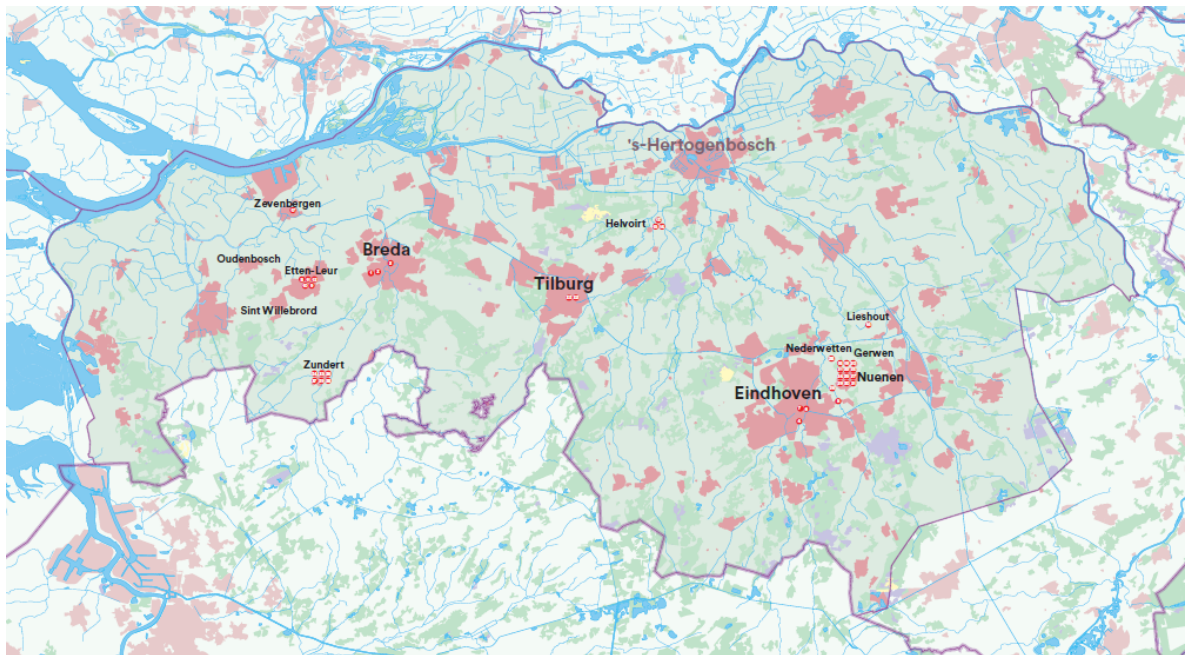 's-Hertogenbosch
Zevenbergen
Helvoirt
Breda
Oudenbosch
Etten-Leur
Tilburg
Sint Willebrord
Lieshout
Nederwetten
Gerwen
Zundert
Nuenen
Eindhoven